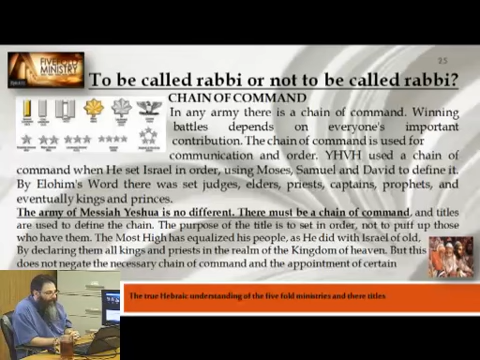 FIVEFOLD
MINISTRY
25
To be called rabbi or not to be called rabbi?
CHAIN OF COMMAND
In any army there is a chain of command. Winning
battles depends on everyone's important
contribution. The chain of command is used for
communication and order. YHVH used a chain of
command when He set Israel in order, using Moses, Samuel and David to define it.
By Elohim's Word there was set judges, elders, priests, captains, prophets, and
eventually kings and princes.
The army of Messiah Yeshua is no different. There must be a chain of command, and titles
are used to define the chain. The purpose of the title is to set in order, not to puff up those
who have them. The Most High has equalized his people, as He did with Israel of old,
By declaring them all kings and priests in the realm of the Kingdom of heaven. But this
does not negate the necessary chain of command and the appointment of certain
The true Hebraic understanding of the five fold ministries and there titles